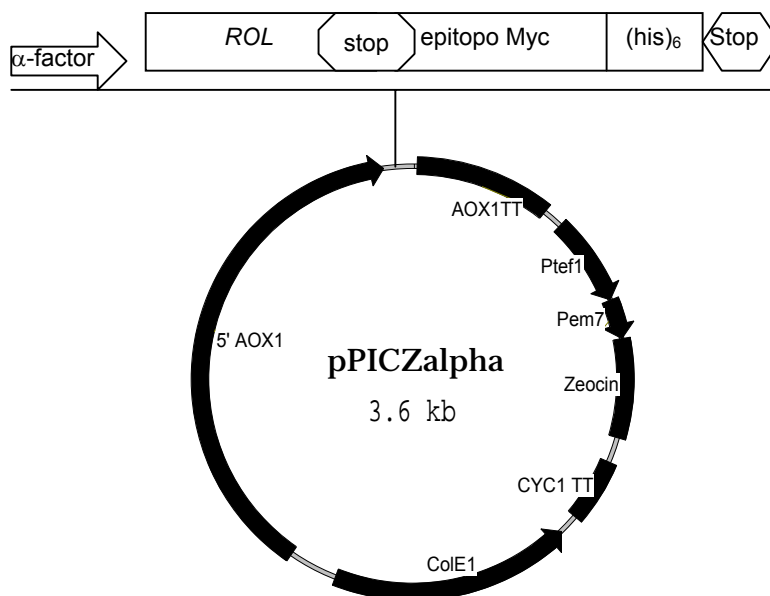 α-factor
ROL
stop
epitopo Myc
(his)₆
Stop
AOX1TT
Ptef1
Pem7
5' AOX1
pPICZalpha
Zeocin
3.6 kb
CYC1 TT
ColE1